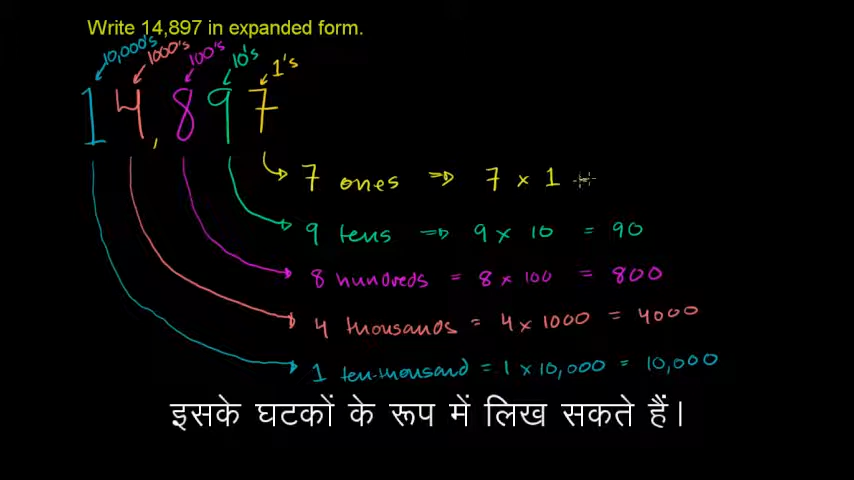 Write 14,897 in expanded form.
10,000's 1000's 100's 10's 1's
14,897
7 ones => 7 x 1 =
9 tens => 9 x 10 = 90
8 hundreds = 8 x 100 = 800
4 thousands = 4 x 1000 = 4000
1 ten-thousand = 1 x 10,000 = 10,000
इसके घटकों के रूप में लिख सकते हैं।